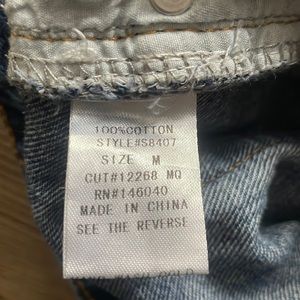 100%COTTON
STYLE#S8407
SIZE M
CUT#12268 MQ
RN#146040
MADE IN CHINA
SEE THE REVERSE